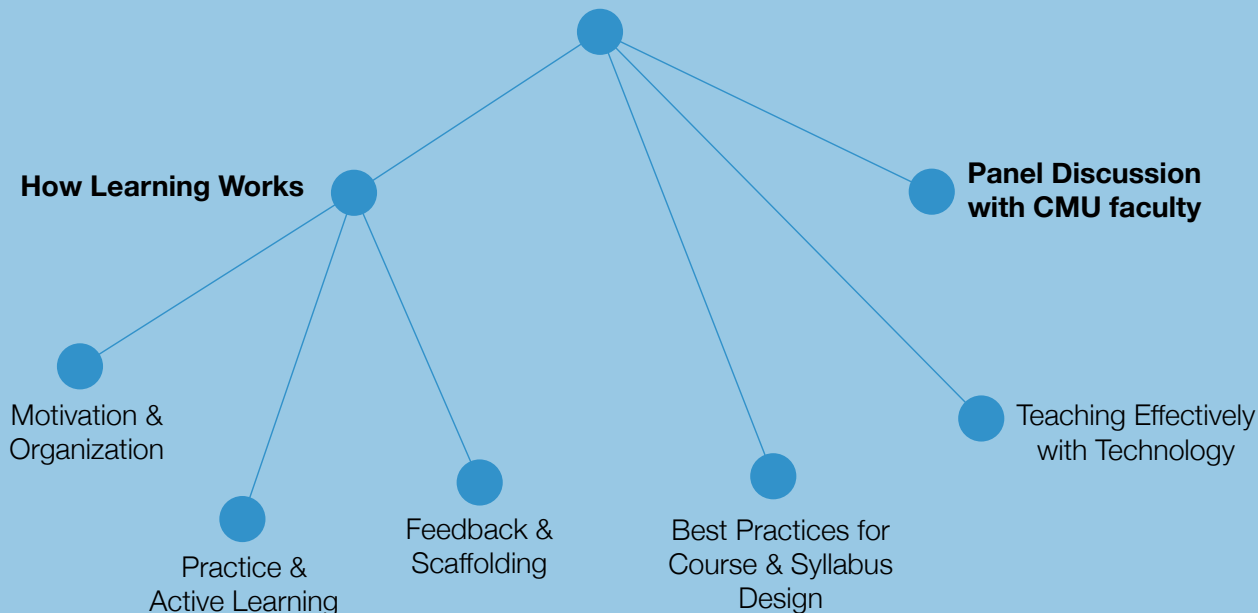 How Learning Works
Panel Discussion
with CMU faculty
Motivation &
Organization
Teaching Effectively
with Technology
Feedback &
Scaffolding
Best Practices for
Course & Syllabus
Design
Practice &
Active Learning